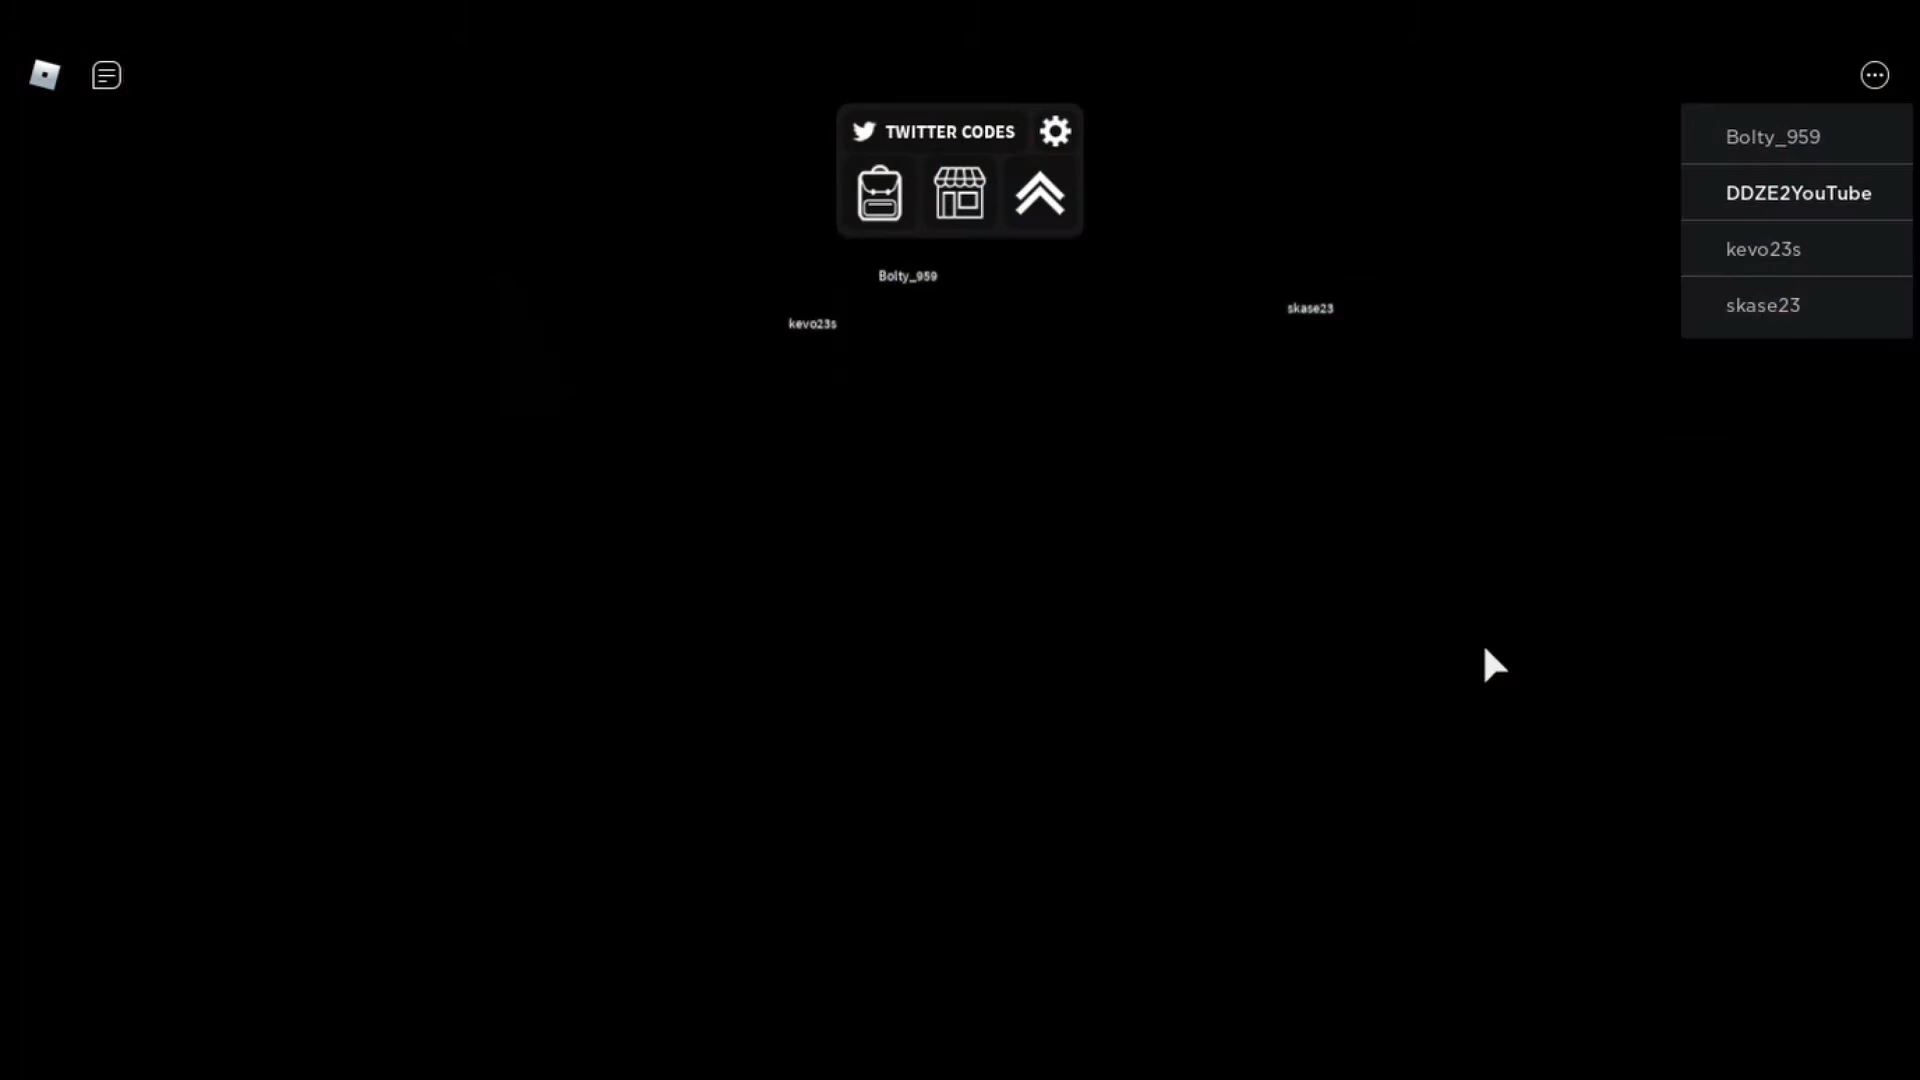 TWITTER CODES
Bolty_959
DDZE2YouTube
kevo23s
skase23
Bolty_959
skase23
kevo23s